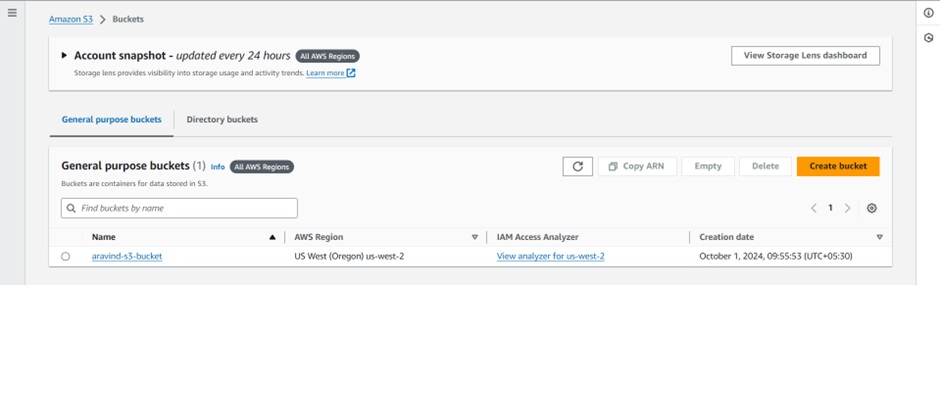 Amazon S3 > Buckets
Account snapshot - updated every 24 hours All AWS Regions View Storage Lens dashboard
Storage lens provides visibility into storage usage and activity trends. Learn more
General purpose buckets Directory buckets
General purpose buckets (1) Info All AWS Regions Copy ARN Empty Delete Create bucket
Buckets are containers for data stored in S3.
Find buckets by name 1
Name AWS Region IAM Access Analyzer Creation date
aravind-s3-bucket US West (Oregon) us-west-2 View analyzer for us-west-2 October 1, 2024, 09:55:53 (UTC+05:30)